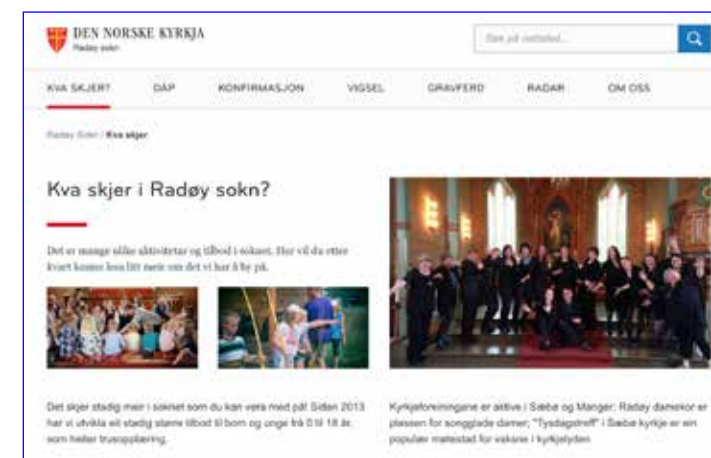 DEN NORSKE KYRKJA
Radøy sokn
Søk på nettsted...
KVA SKJER?
DÅP
KONFIRMASJON
VIGSEL
GRAVFERD
RADAR
OM OSS
Radøy Sokn / Kva skjer
Kva skjer i Radøy sokn?
Det er mange ulike aktivitetar og tilbod i soknet. Her vil du etter
kvart kunne lesa litt meir om det vi har å by på.
Det skjer stadig meir i soknet som du kan vera med på! Sidan 2013
har vi utvikla eit stadig større tilbod til born og unge frå 0 til 18 år,
som heiter trusopplæring.
Kyrkjeforeiningane er aktive i Sæbø og Manger; Radøy damekor er
plassen for songglade damer; "Tysdagstreff" i Sæbø kyrkje er ein
populær møtestad for vaksne i kyrkjelyden